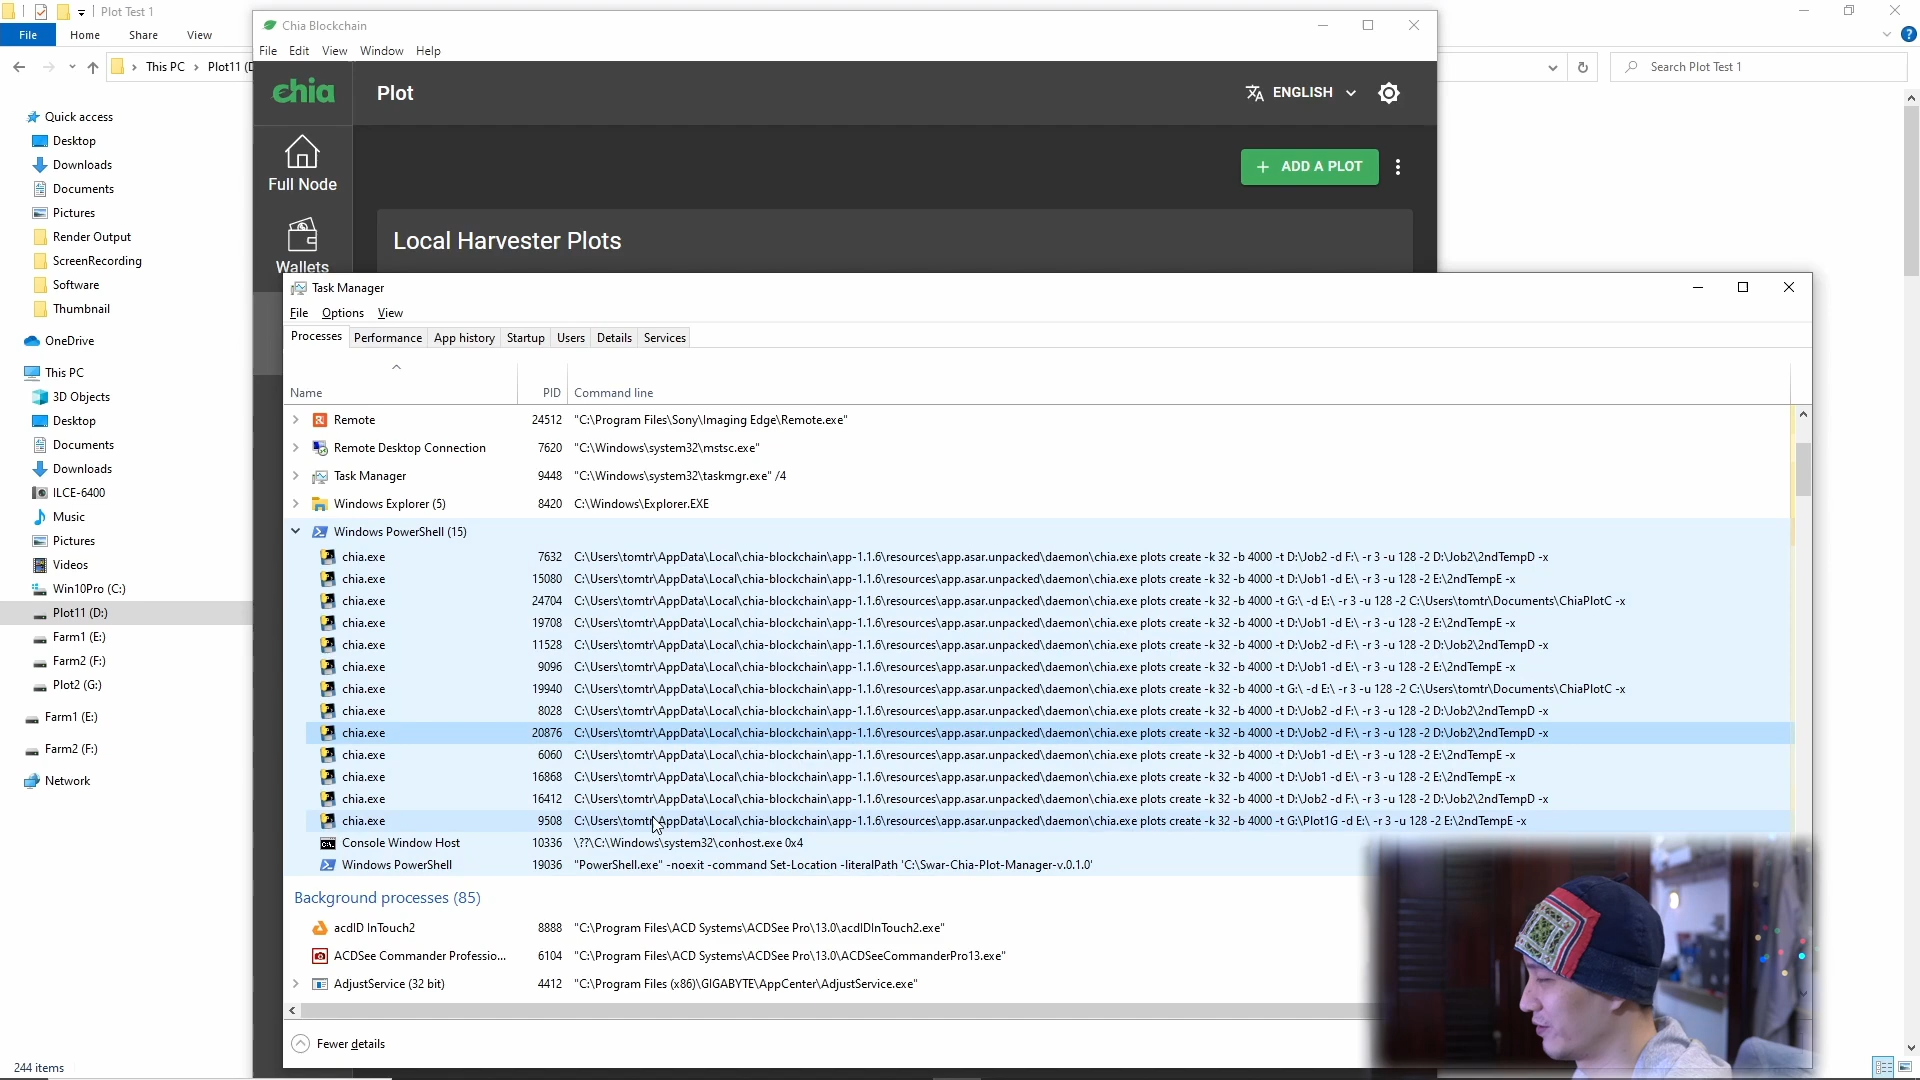 Plot Test 1
File Home Share View
This PC Plot11 (D
Search Plot Test 1
Quick access
Desktop
Downloads
Documents
Pictures
Render Output
ScreenRecording
Software
Thumbnail
OneDrive
This PC
3D Objects
Desktop
Documents
Downloads
ILCE-6400
Music
Pictures
Videos
Win10Pro (C:)
Plot11 (D:)
Farm1 (E:)
Farm2 (F:)
Plot2 (G:)
Farm1 (E:)
Farm2 (F:)
Network
244 items
Chia Blockchain
File Edit View Window Help
chia
Plot
ENGLISH
Full Node
Wallets
+ ADD A PLOT
Local Harvester Plots
Task Manager
File Options View
Processes Performance App history Startup Users Details Services
Name PID Command line
Remote 24512 "C:\Program Files\Sony\Imaging Edge\Remote.exe"
Remote Desktop Connection 7620 "C:\Windows\system32\mstsc.exe"
Task Manager 9448 "C:\Windows\system32\taskmgr.exe" /4
Windows Explorer (5) 8420 C:\Windows\Explorer.EXE
Windows PowerShell (15)
chia.exe 7632 C:\Users\tomtr\AppData\Local\chia-blockchain\app-1.1.6\resources\app.asar.unpacked\daemon\chia.exe plots create -k 32 -b 4000 -t D:\Job2 -d F:\ -r 3 -u 128 -2 D:\Job2\2ndTempD -x
chia.exe 15080 C:\Users\tomtr\AppData\Local\chia-blockchain\app-1.1.6\resources\app.asar.unpacked\daemon\chia.exe plots create -k 32 -b 4000 -t D:\Job1 -d E:\ -r 3 -u 128 -2 E:\2ndTempE -x
chia.exe 24704 C:\Users\tomtr\AppData\Local\chia-blockchain\app-1.1.6\resources\app.asar.unpacked\daemon\chia.exe plots create -k 32 -b 4000 -t G:\ -d E:\ -r 3 -u 128 -2 C:\Users\tomtr\Documents\ChiaPlotC -x
chia.exe 19708 C:\Users\tomtr\AppData\Local\chia-blockchain\app-1.1.6\resources\app.asar.unpacked\daemon\chia.exe plots create -k 32 -b 4000 -t D:\Job1 -d E:\ -r 3 -u 128 -2 E:\2ndTempE -x
chia.exe 11528 C:\Users\tomtr\AppData\Local\chia-blockchain\app-1.1.6\resources\app.asar.unpacked\daemon\chia.exe plots create -k 32 -b 4000 -t D:\Job2 -d F:\ -r 3 -u 128 -2 D:\Job2\2ndTempD -x
chia.exe 9096 C:\Users\tomtr\AppData\Local\chia-blockchain\app-1.1.6\resources\app.asar.unpacked\daemon\chia.exe plots create -k 32 -b 4000 -t D:\Job1 -d E:\ -r 3 -u 128 -2 E:\2ndTempE -x
chia.exe 19940 C:\Users\tomtr\AppData\Local\chia-blockchain\app-1.1.6\resources\app.asar.unpacked\daemon\chia.exe plots create -k 32 -b 4000 -t G:\ -d E:\ -r 3 -u 128 -2 C:\Users\tomtr\Documents\ChiaPlotC -x
chia.exe 8028 C:\Users\tomtr\AppData\Local\chia-blockchain\app-1.1.6\resources\app.asar.unpacked\daemon\chia.exe plots create -k 32 -b 4000 -t D:\Job2 -d F:\ -r 3 -u 128 -2 D:\Job2\2ndTempD -x
chia.exe 20876 C:\Users\tomtr\AppData\Local\chia-blockchain\app-1.1.6\resources\app.asar.unpacked\daemon\chia.exe plots create -k 32 -b 4000 -t D:\Job2 -d F:\ -r 3 -u 128 -2 D:\Job2\2ndTempD -x
chia.exe 6060 C:\Users\tomtr\AppData\Local\chia-blockchain\app-1.1.6\resources\app.asar.unpacked\daemon\chia.exe plots create -k 32 -b 4000 -t D:\Job1 -d E:\ -r 3 -u 128 -2 E:\2ndTempE -x
chia.exe 16868 C:\Users\tomtr\AppData\Local\chia-blockchain\app-1.1.6\resources\app.asar.unpacked\daemon\chia.exe plots create -k 32 -b 4000 -t D:\Job1 -d E:\ -r 3 -u 128 -2 E:\2ndTempE -x
chia.exe 16412 C:\Users\tomtr\AppData\Local\chia-blockchain\app-1.1.6\resources\app.asar.unpacked\daemon\chia.exe plots create -k 32 -b 4000 -t D:\Job2 -d F:\ -r 3 -u 128 -2 D:\Job2\2ndTempD -x
chia.exe 9508 C:\Users\tomtr\AppData\Local\chia-blockchain\app-1.1.6\resources\app.asar.unpacked\daemon\chia.exe plots create -k 32 -b 4000 -t G:\Plot1G -d E:\ -r 3 -u 128 -2 E:\2ndTempE -x
Console Window Host 10336 \??\C:\Windows\system32\conhost.exe 0x4
Windows PowerShell 19036 "PowerShell.exe" -noexit -command Set-Location -literalPath 'C:\Swar-Chia-Plot-Manager-v.0.1.0'
Background processes (85)
acdID InTouch2 8888 "C:\Program Files\ACD Systems\ACDSee Pro\13.0\acdIDInTouch2.exe"
ACDSee Commander Professio... 6104 "C:\Program Files\ACD Systems\ACDSee Pro\13.0\ACDSeeCommanderPro13.exe"
AdjustService (32 bit) 4412 "C:\Program Files (x86)\GIGABYTE\AppCenter\AdjustService.exe"
Fewer details